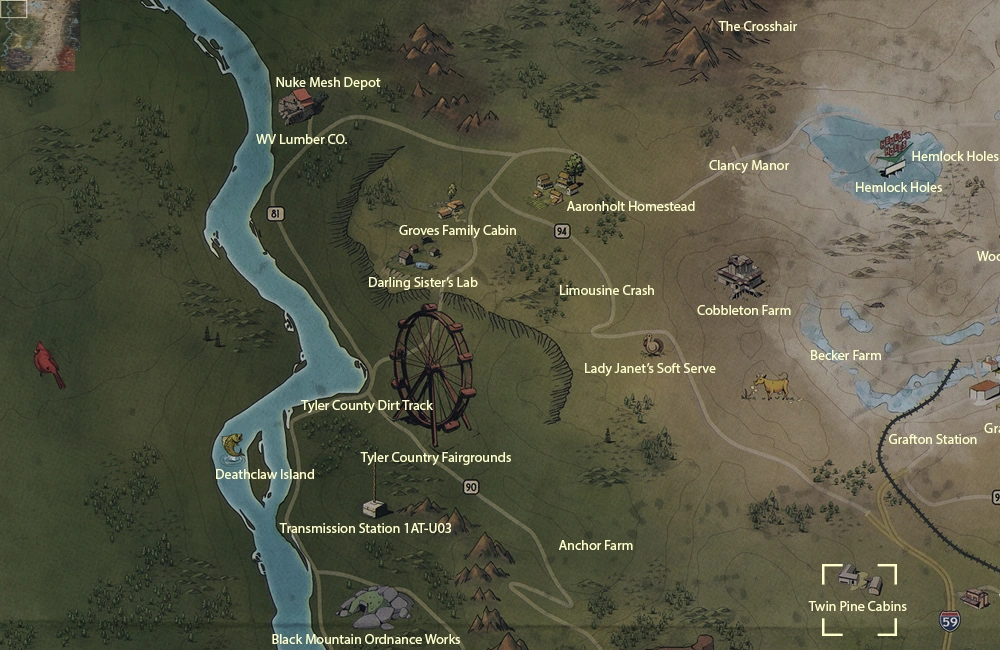 The Crosshair
Nuke Mesh Depot
WV Lumber CO.
Hemlock Holes
Clancy Manor
Hemlock Holes
81
Aaronholt Homestead
Groves Family Cabin
94
Darling Sister's Lab
Limousine Crash
Cobbleton Farm
Becker Farm
Lady Janet's Soft Serve
Tyler County Dirt Track
Grafton Station
Tyler Country Fairgrounds
Deathclaw Island
90
Transmission Station 1AT-U03
Anchor Farm
Twin Pine Cabins
59
Black Mountain Ordnance Works